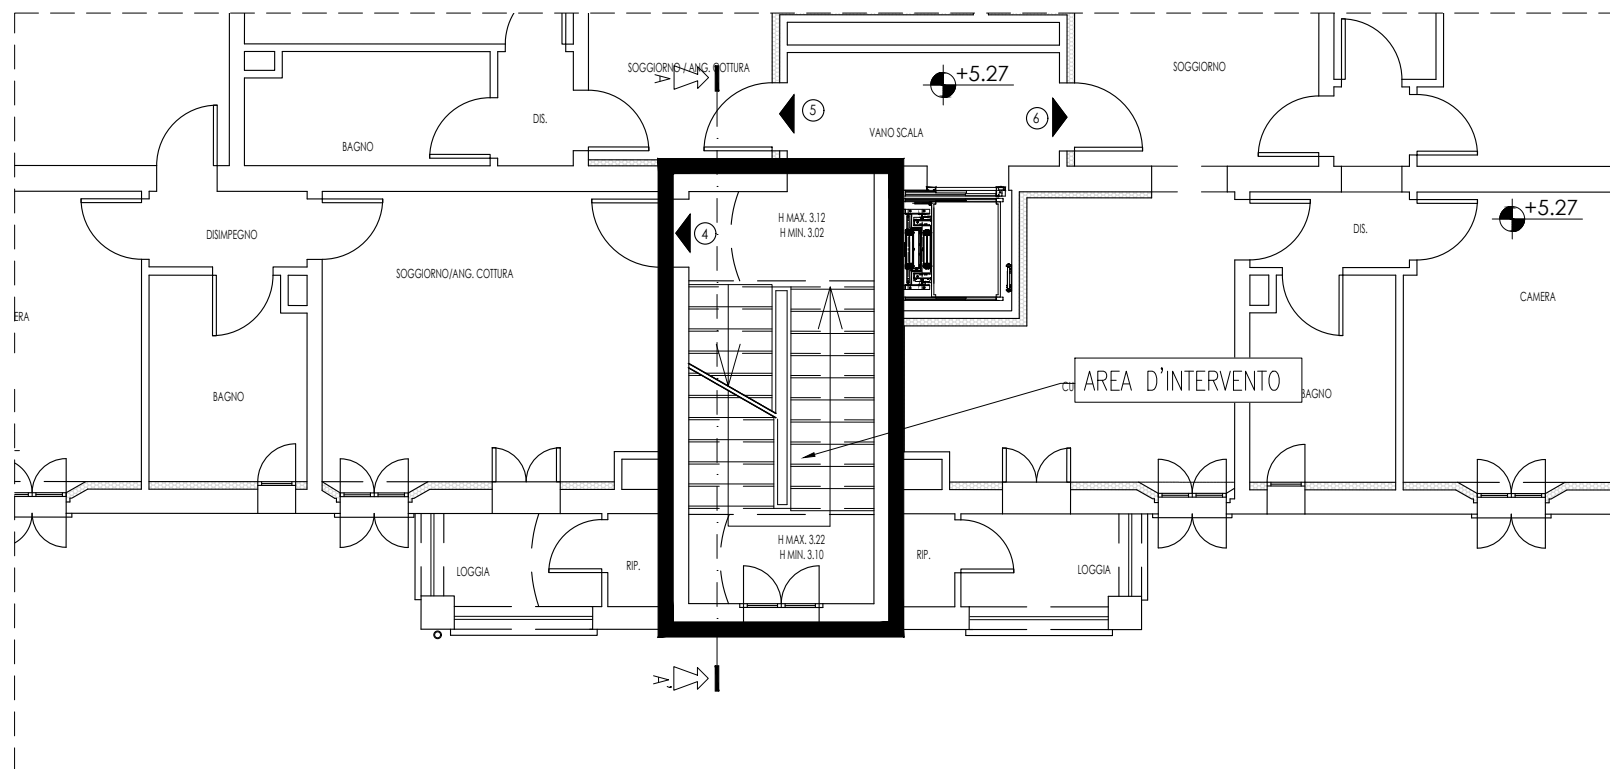 SOGGIORNO / ANG. COTTURA
SOGGIORNO
A
+5.27
5
6
DIS.
BAGNO
VANO SCALA
H MAX. 3.12
H MIN. 3.02
4
+5.27
DISIMPEGNO
DIS.
SOGGIORNO/ANG. COTTURA
CAMERA
ERA
AREA D'INTERVENTO
CU
BAGNO
BAGNO
H MAX. 3.22
H MIN. 3.10
LOGGIA
RIP.
RIP.
LOGGIA
A'